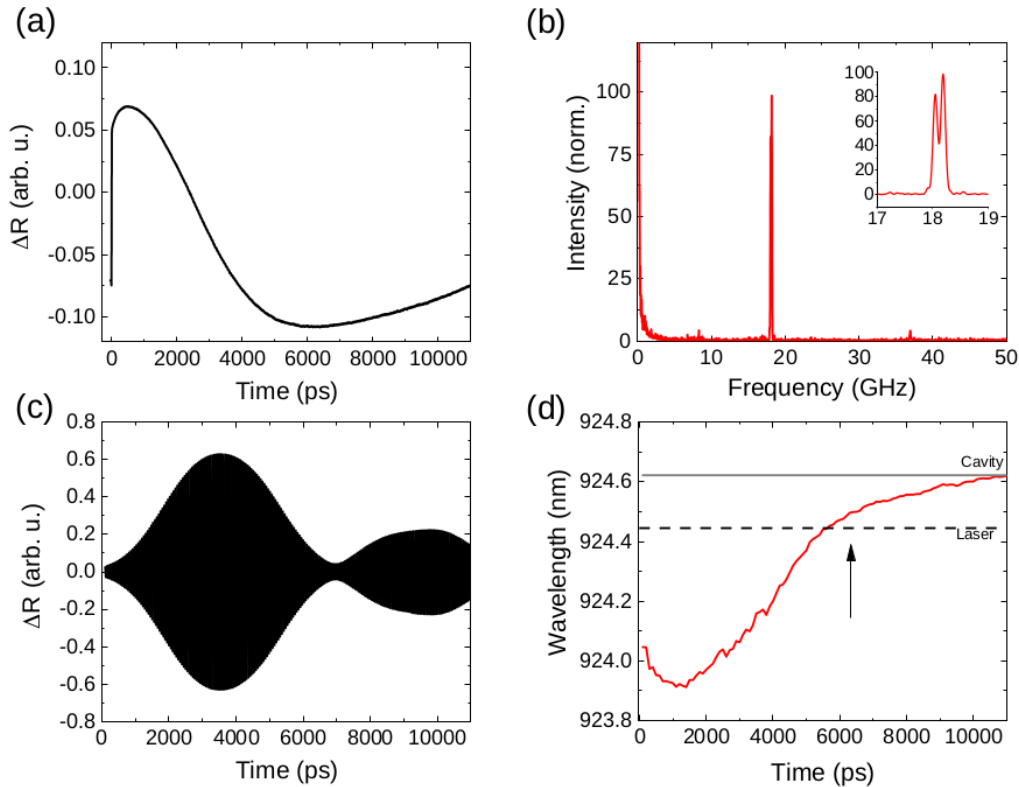 (a)
0.10
0.05
0.00
-0.05
-0.10
ΔR (arb. u.)
0 2000 4000 6000 8000 10000
Time (ps)
(b)
100
75
50
25
0
Intensity (norm.)
0 10 20 30 40 50
Frequency (GHz)
100
80
60
40
20
0
17 18 19
(c)
0.8
0.6
0.4
0.2
0.0
-0.2
-0.4
-0.6
-0.8
ΔR (arb. u.)
0 2000 4000 6000 8000 10000
Time (ps)
(d)
924.8
924.6
924.4
924.2
924.0
923.8
Wavelength (nm)
Cavity
Laser
0 2000 4000 6000 8000 10000
Time (ps)